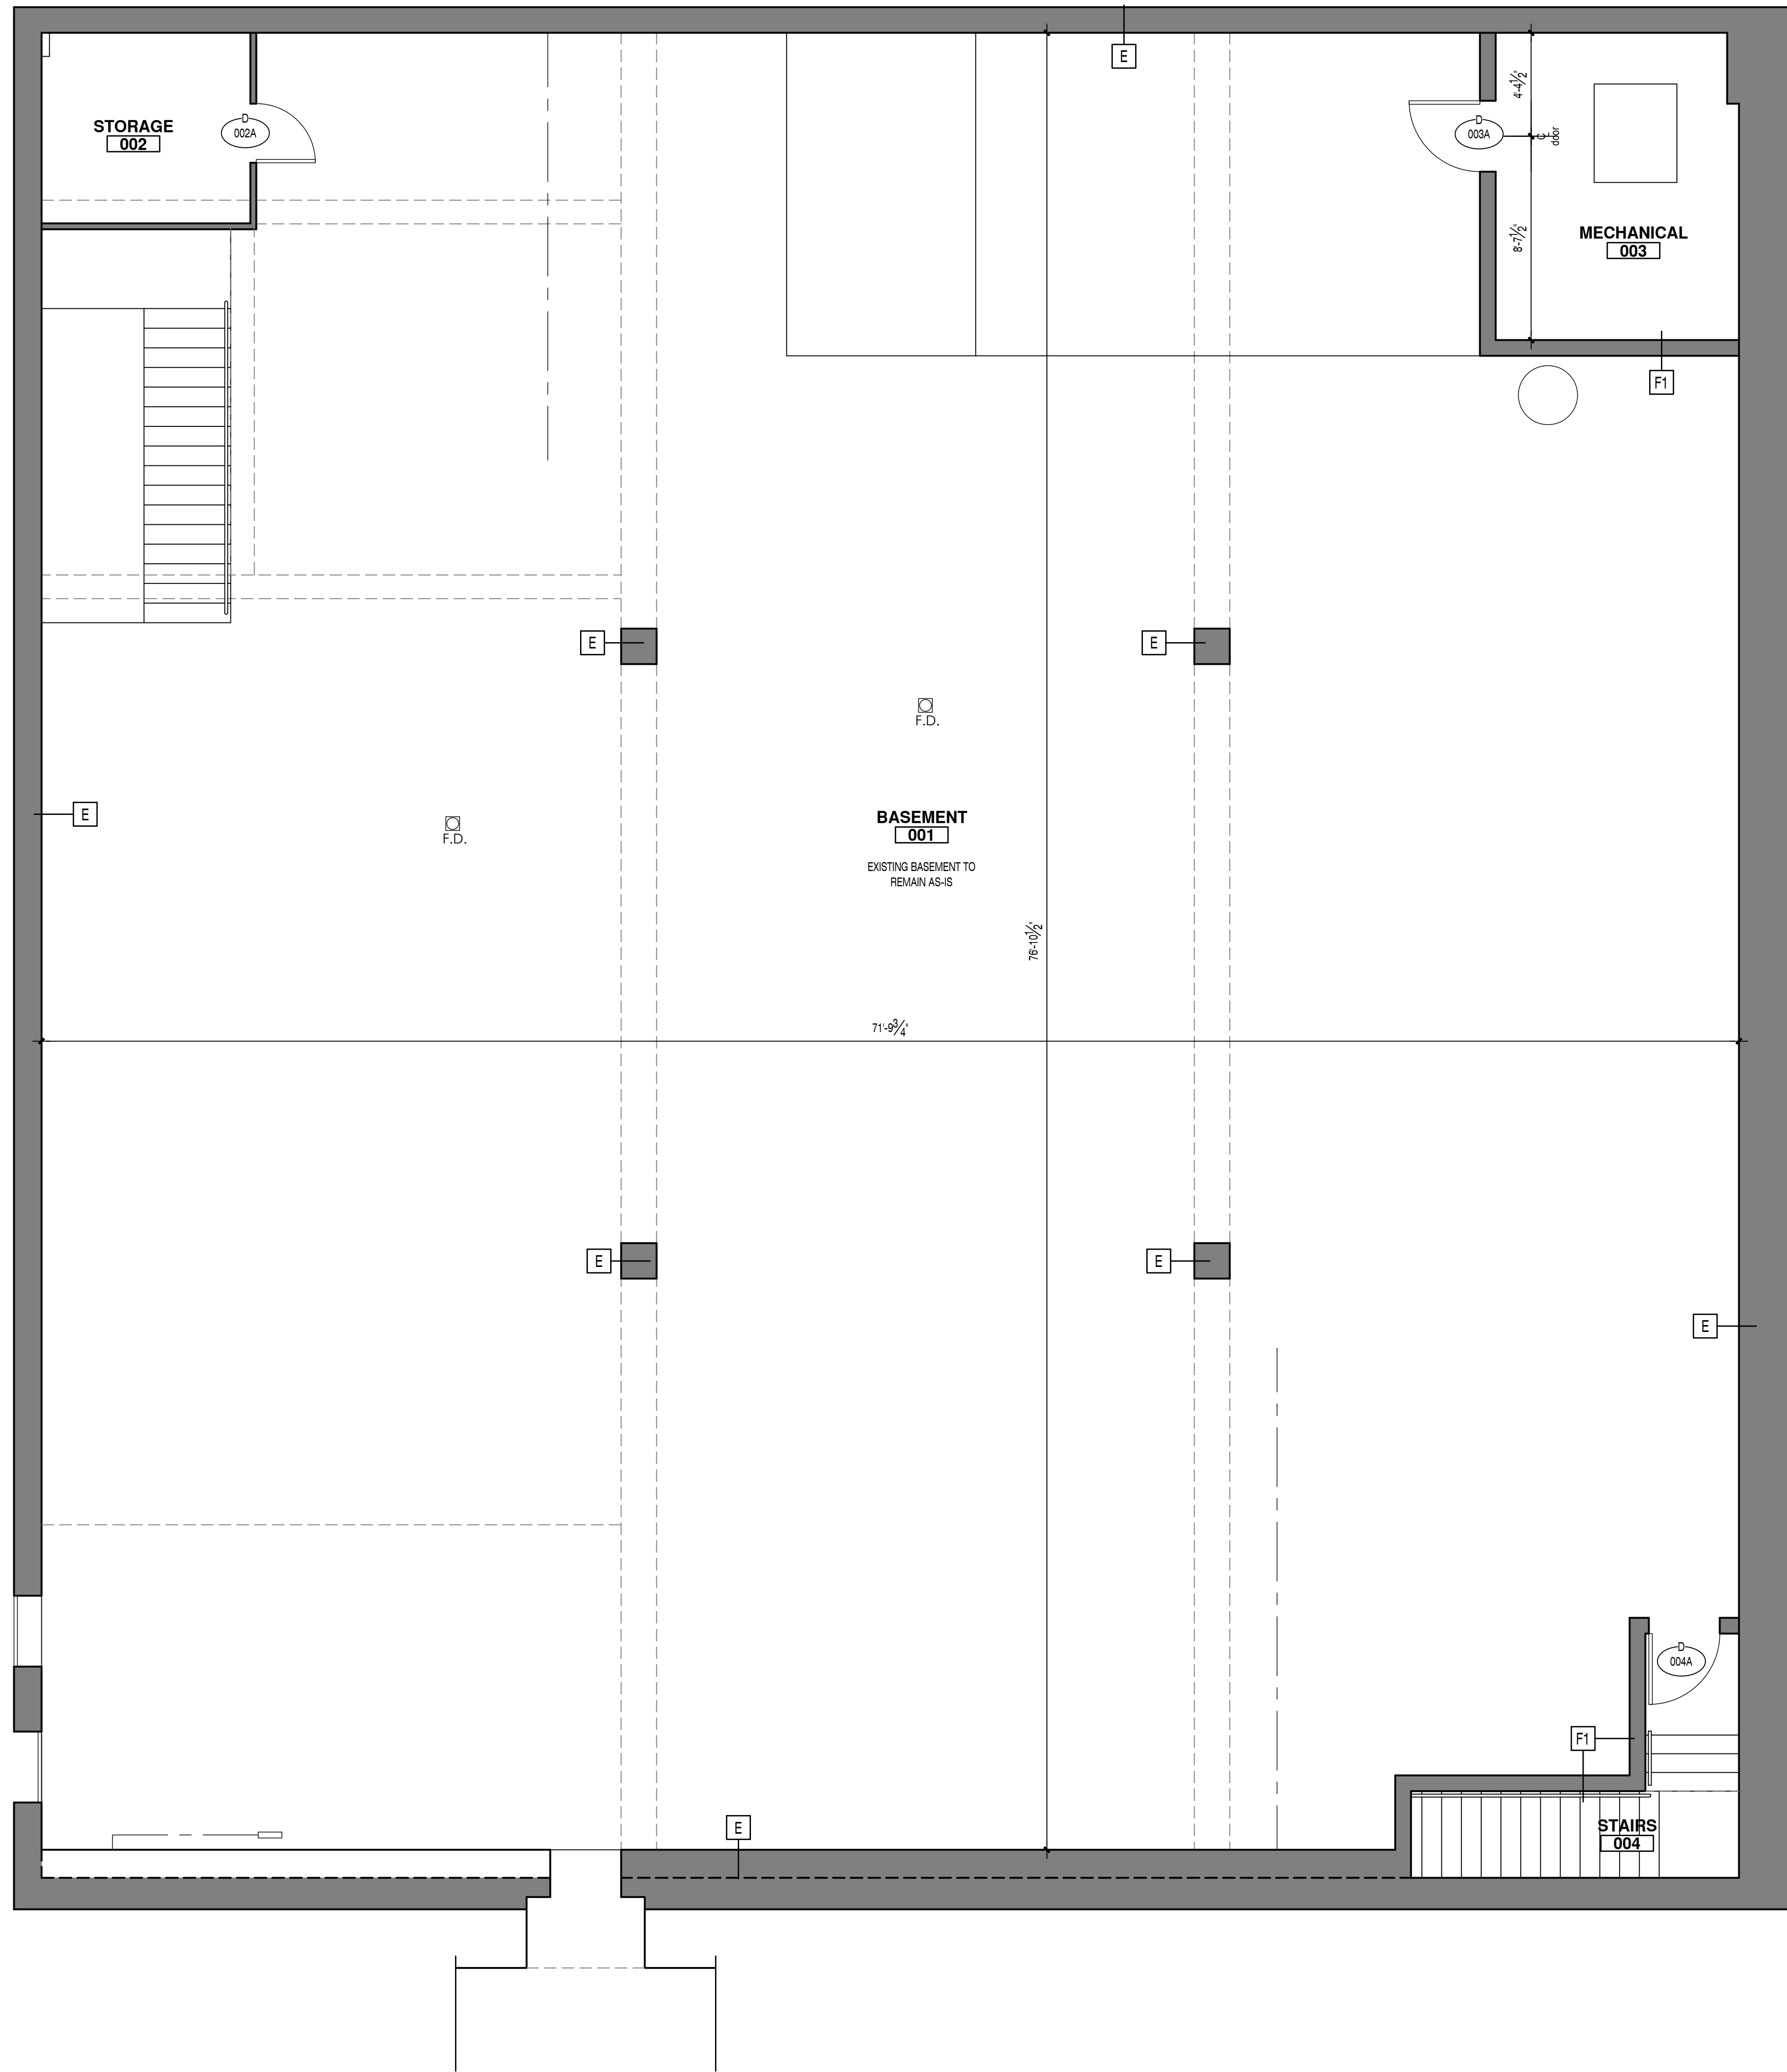 E
4'-4½"
STORAGE
002
D
002A
D
003A
C
door
8'-7½"
MECHANICAL
003
F1
E
E
F.D.
E
F.D.
BASEMENT
001
EXISTING BASEMENT TO
REMAIN AS-IS
76'-10½"
71'-9¾"
E
E
E
D
004A
F1
E
STAIRS
004